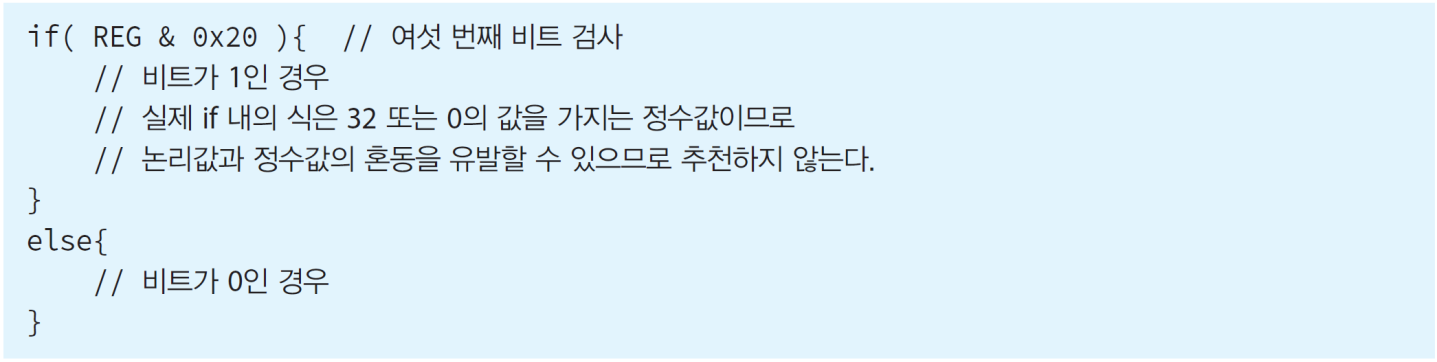 if( REG & 0x20 ){  // 여섯 번째 비트 검사
    // 비트가 1인 경우
    // 실제 if 내의 식은 32 또는 0의 값을 가지는 정수값이므로
    // 논리값과 정수값의 혼동을 유발할 수 있으므로 추천하지 않는다.
}
else{
    // 비트가 0인 경우
}